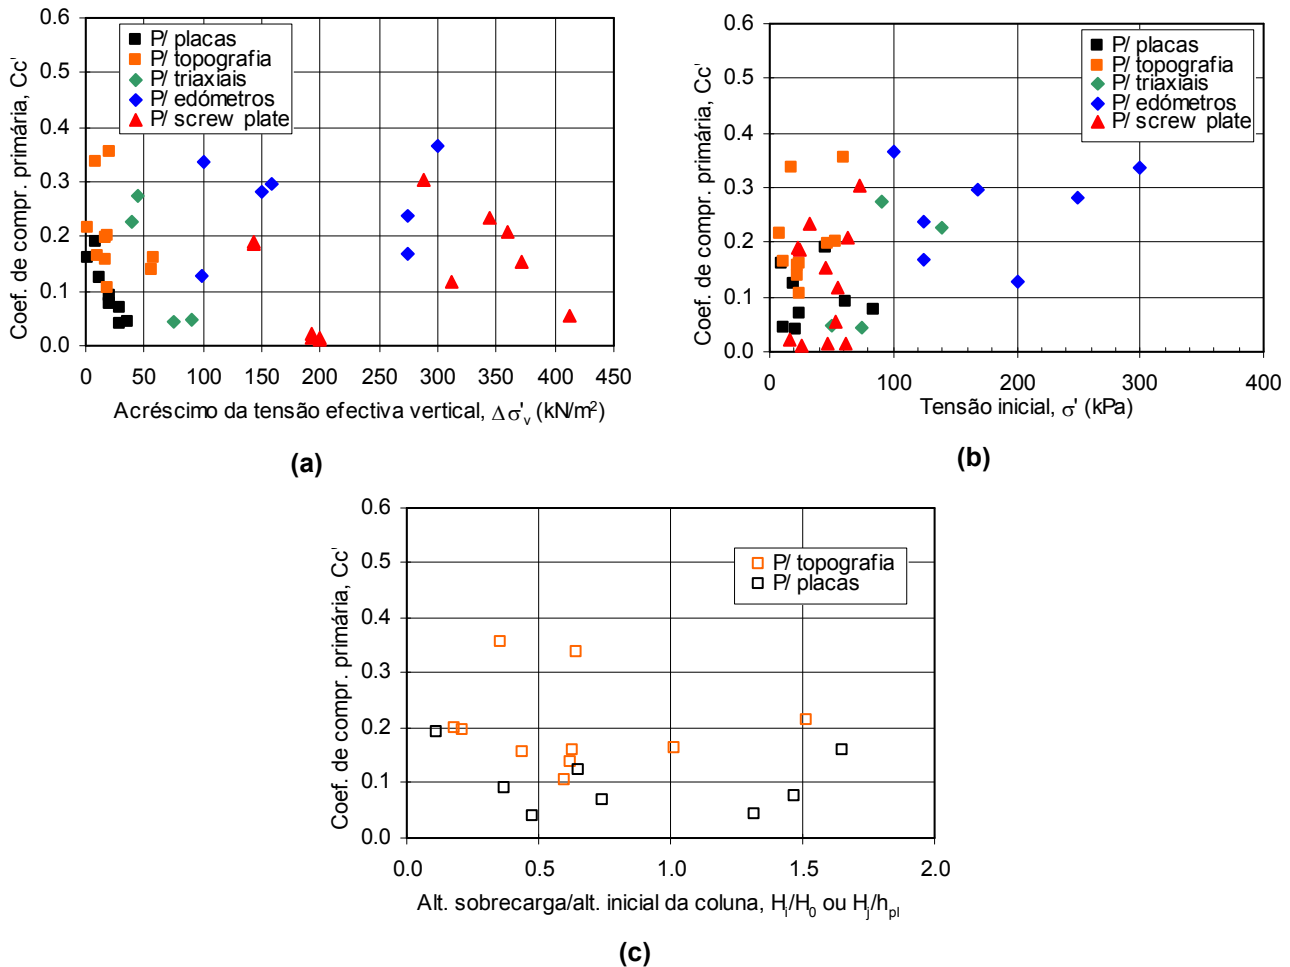 Coef. de compr. primária, Cc'
0.6
0.5
0.4
0.3
0.2
0.1
0.0
P/ placas
P/ topografia
P/ triaxiais
P/ edómetros
P/ screw plate
0 50 100 150 200 250 300 350 400 450
Acréscimo da tensão efectiva vertical, Δσ'v (kN/m²)
(a)
Coef. de compr. primária, Cc'
0.6
0.5
0.4
0.3
0.2
0.1
0.0
P/ placas
P/ topografia
P/ triaxiais
P/ edómetros
P/ screw plate
0 100 200 300 400
Tensão inicial, σ' (kPa)
(b)
Coef. de compr. primária, Cc'
0.6
0.5
0.4
0.3
0.2
0.1
0.0
P/ topografia
P/ placas
0.0 0.5 1.0 1.5 2.0
Alt. sobrecarga/alt. inicial da coluna, Hi/H0 ou Hj/hpl
(c)